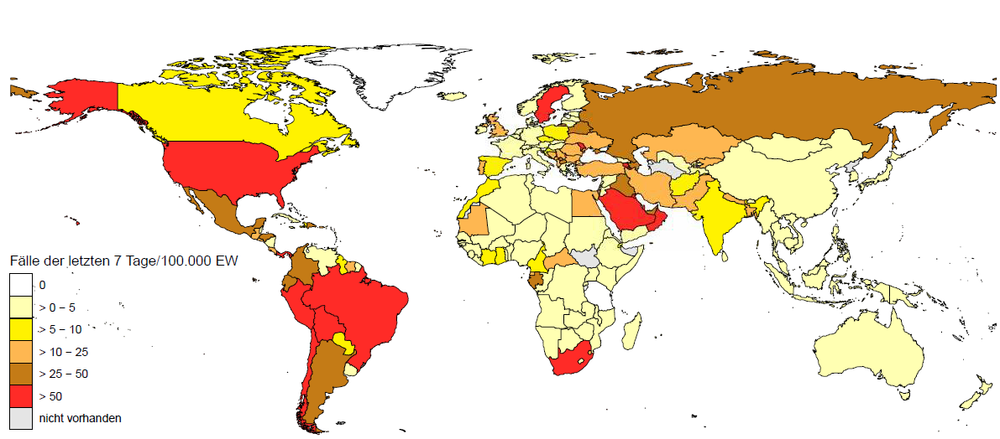 Fälle der letzten 7 Tage/100.000 EW
0
> 0 – 5
> 5 – 10
> 10 – 25
> 25 – 50
> 50
nicht vorhanden